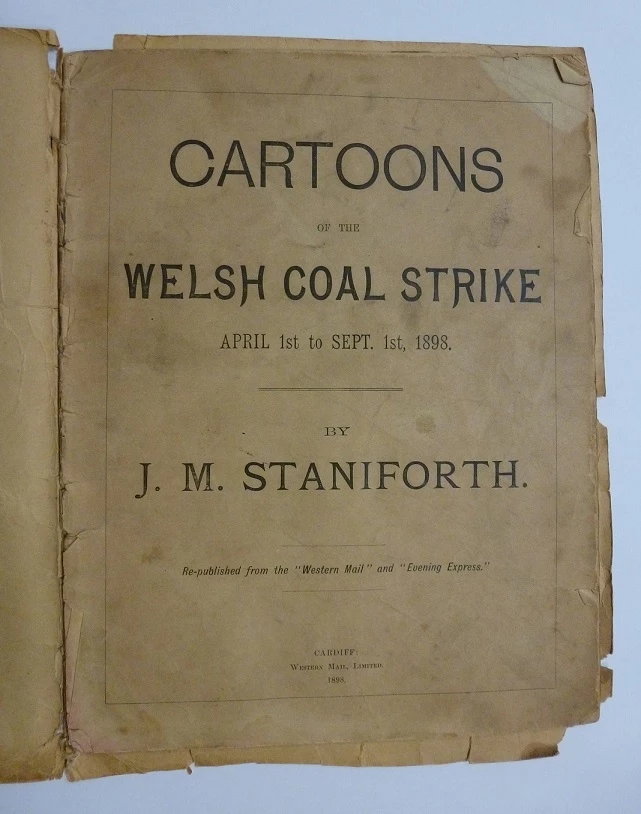 CARTOONS
OF THE
WELSH COAL STRIKE
APRIL 1st to SEPT. 1st, 1898.
BY
J. M. STANIFORTH.
Re-published from the "Western Mail" and "Evening Express."
CARDIFF:
WESTERN MAIL, LIMITED.
1898.